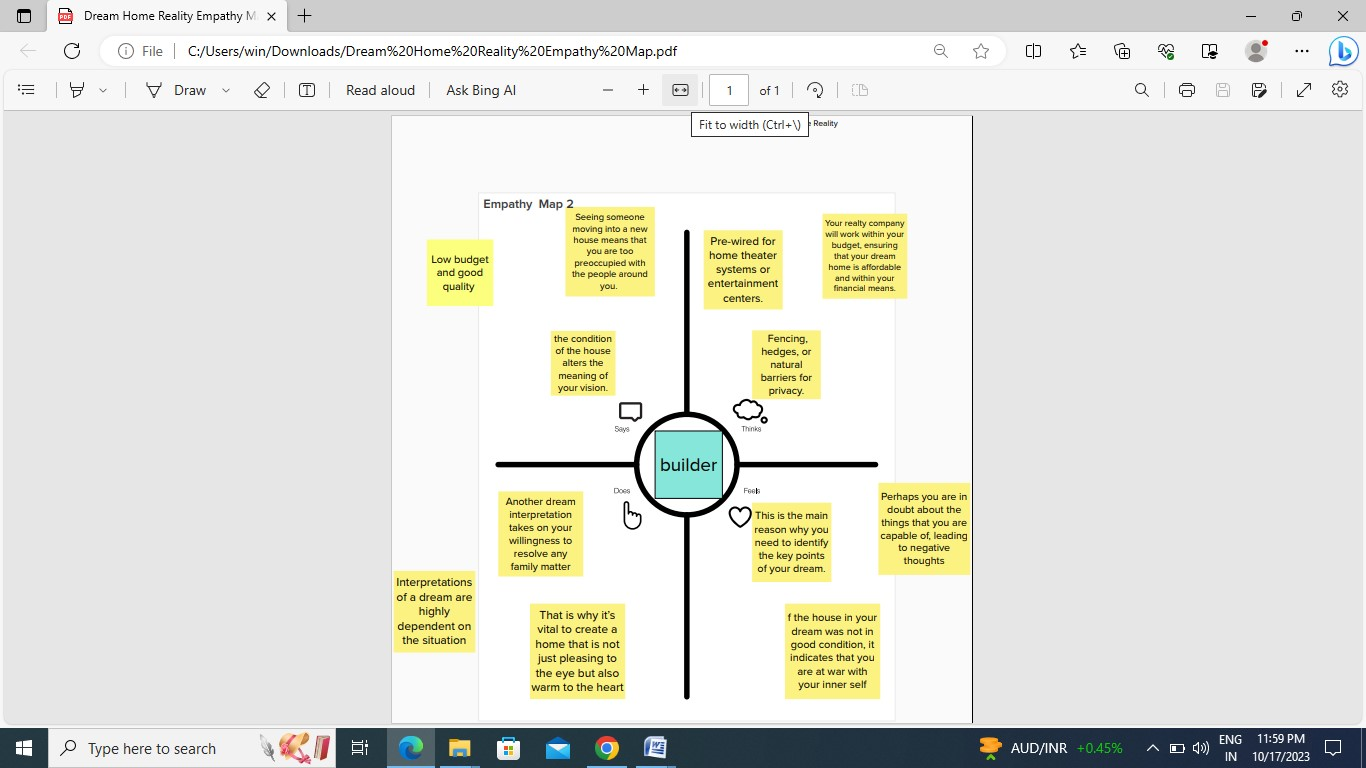 Dream Home Reality Empathy M
File
C:/Users/win/Downloads/Dream%20Home%20Reality%20Empathy%20Map.pdf
Draw
Read aloud
Ask Bing AI
1
of 1
Fit to width (Ctrl+\)
Reality
Empathy Map 2
Low budget
and good
quality
Seeing someone
moving into a new
house means that
you are too
preoccupied with
the people around
you.
the condition
of the house
alters the
meaning of
your vision.
Pre-wired for
home theater
systems or
entertainment
centers.
Your realty company
will work within your
budget, ensuring
that your dream
home is affordable
and within your
financial means.
Fencing,
hedges, or
natural
barriers for
privacy.
Says
Thinks
builder
Does
Feels
Another dream
interpretation
takes on your
willingness to
resolve any
family matter
Interpretations
of a dream are
highly
dependent on
the situation
That is why it's
vital to create a
home that is not
just pleasing to
the eye but also
warm to the heart
This is the main
reason why you
need to identify
the key points
of your dream.
Perhaps you are in
doubt about the
things that you are
capable of, leading
to negative
thoughts
f the house in your
dream was not in
good condition, it
indicates that you
are at war with
your inner self
Type here to search
AUD/INR +0.45%
ENG
IN
11:59 PM
10/17/2023